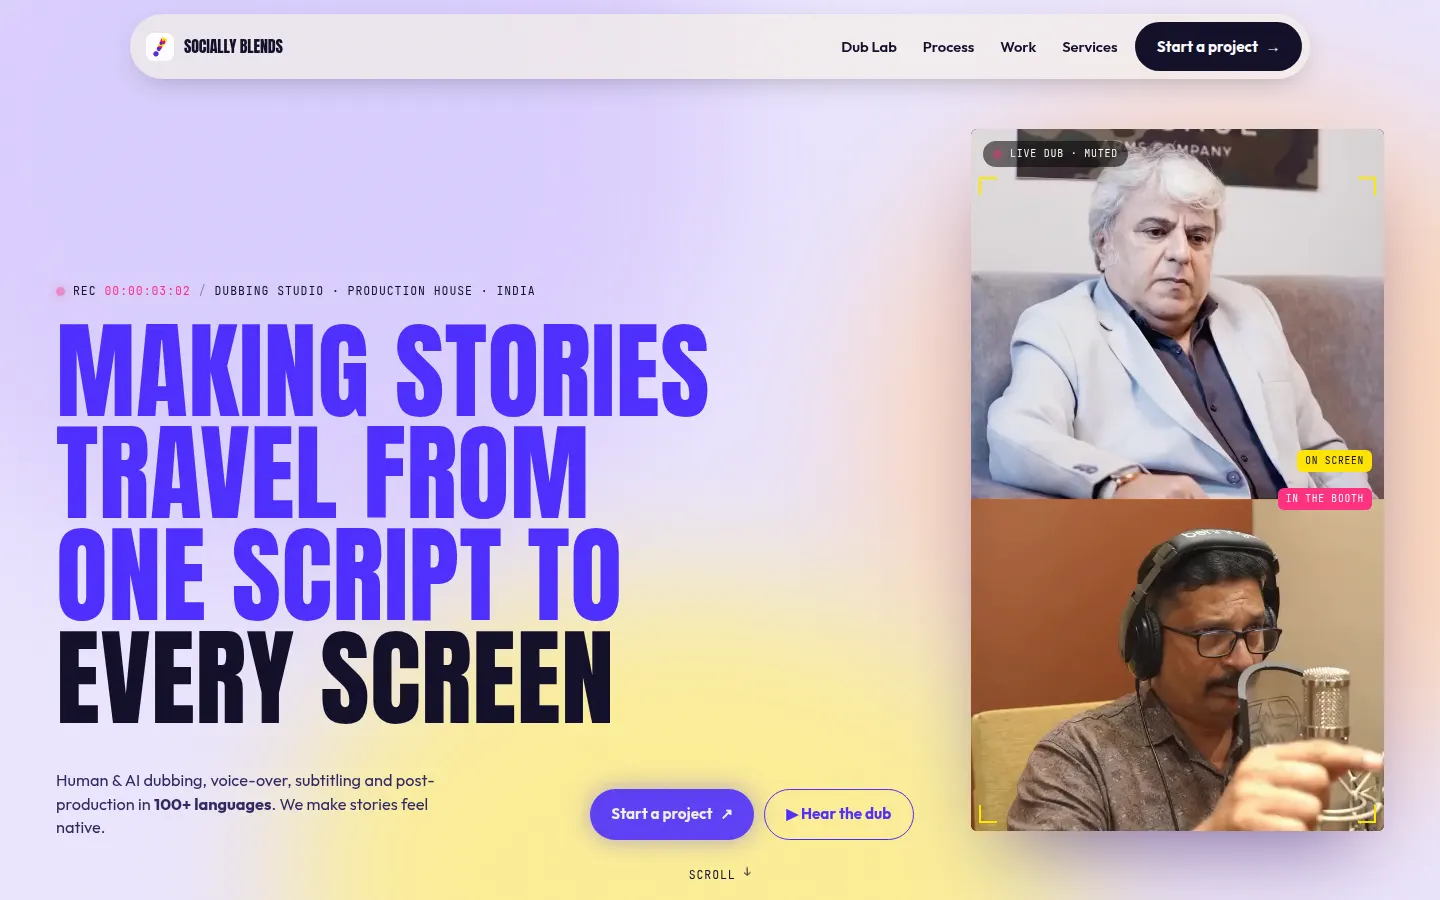 SOCIALLY BLENDS
Dub Lab
Process
Work
Services
Start a project →
LIVE DUB · MUTED
MS COMPANY
REC 00:00:03:02 / DUBBING STUDIO · PRODUCTION HOUSE · INDIA
MAKING STORIES
TRAVEL FROM
ONE SCRIPT TO
EVERY SCREEN
ON SCREEN
IN THE BOOTH
Human & AI dubbing, voice-over, subtitling and post-
production in 100+ languages. We make stories feel
native.
Start a project ↗
▶ Hear the dub
SCROLL ↓